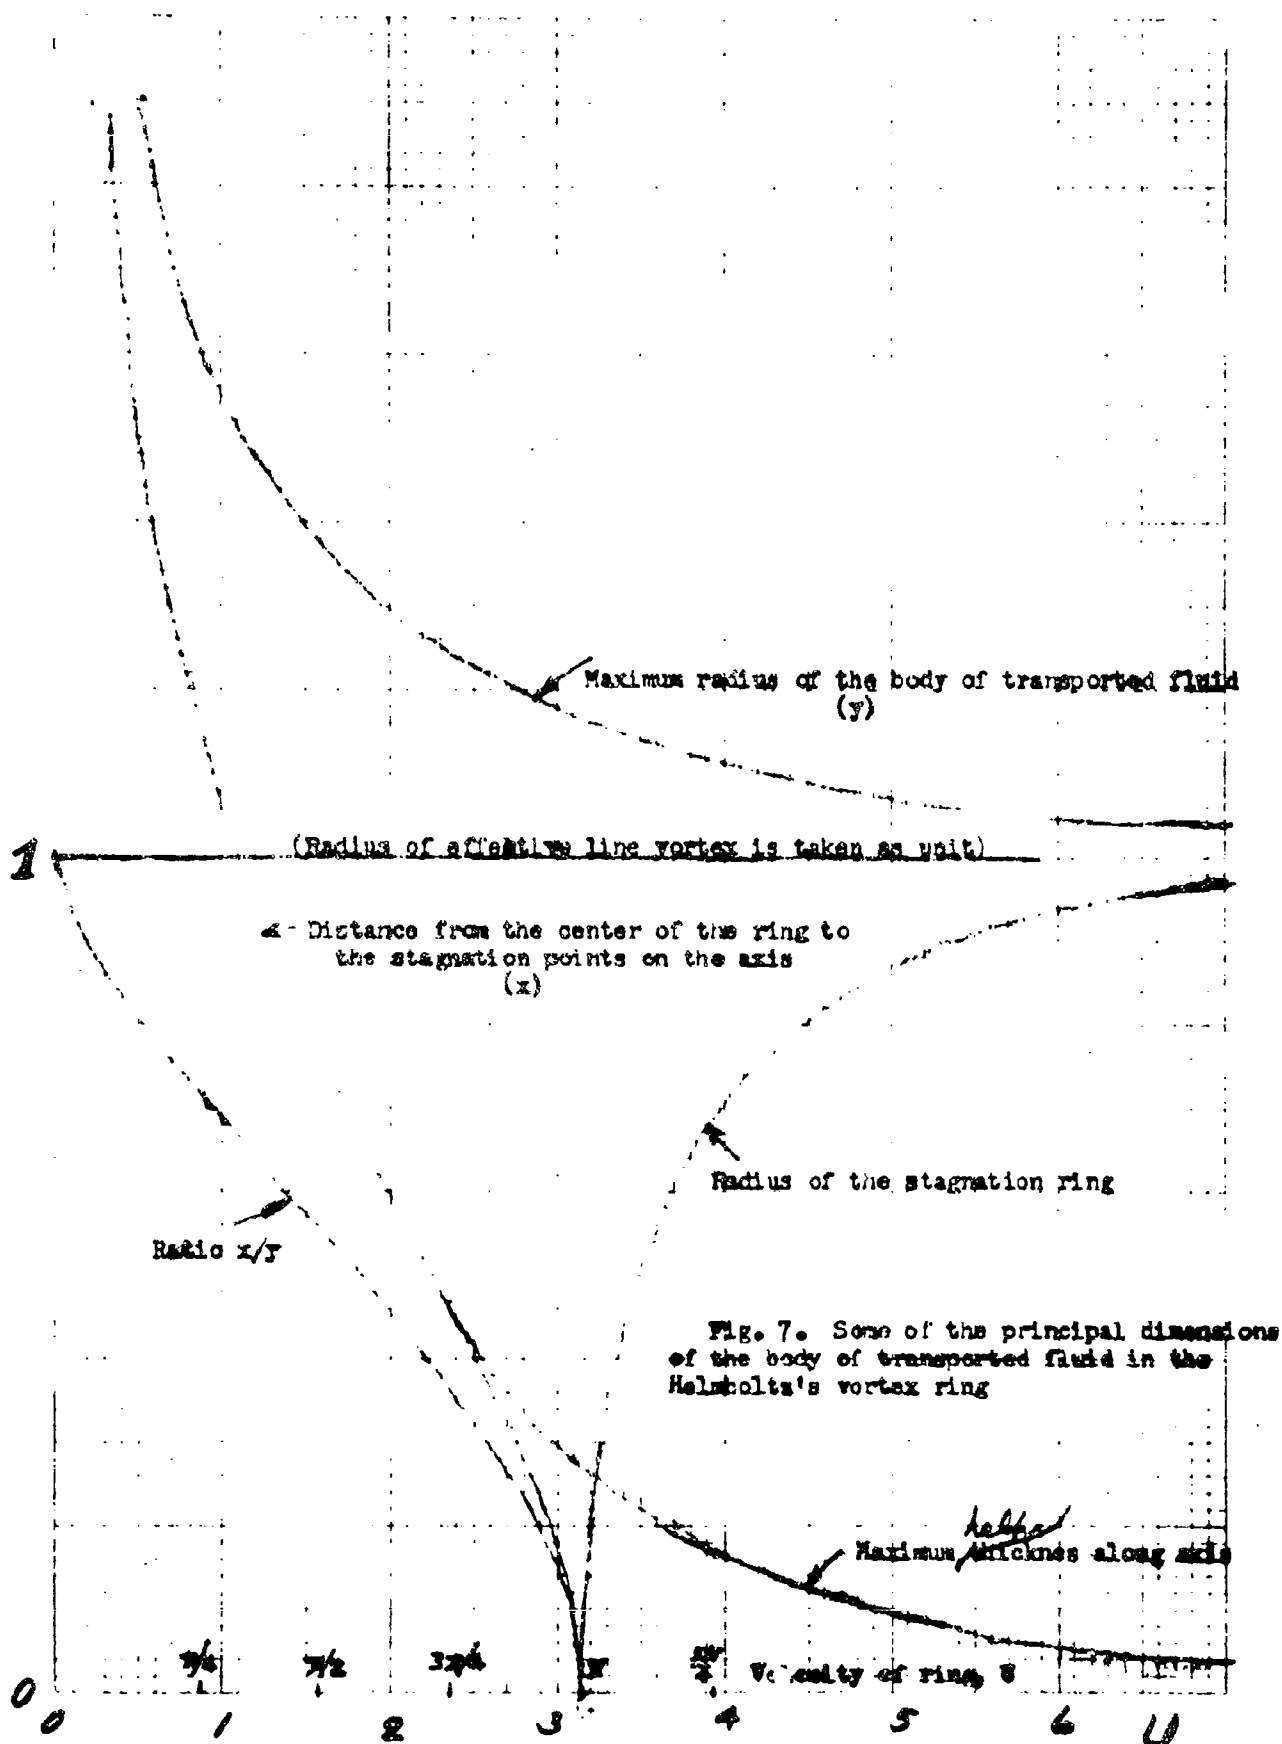 Maximum radius of the body of transported fluid
(y)
1
(Radius of effective line vortex is taken as unit)
Distance from the center of the ring to
the stagnation points on the axis
(x)
Radius of the stagnation ring
Ratio x/y
Fig. 7. Some of the principal dimensions
of the body of transported fluid in the
Helmholtz's vortex ring
Maximum thicknes along axis
π/4 π/2 3π/4 π Velocity of ring, U
0
0 1 2 3 4 5 6 U